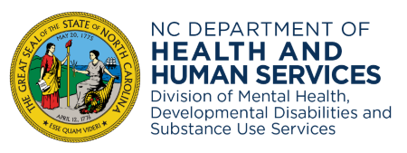 THE GREAT SEAL OF THE STATE OF NORTH CAROLINA
MAY 20, 1775
APRIL 12, 1776
ESSE QUAM VIDERI
NC DEPARTMENT OF
HEALTH AND
HUMAN SERVICES
Division of Mental Health,
Developmental Disabilities and
Substance Use Services